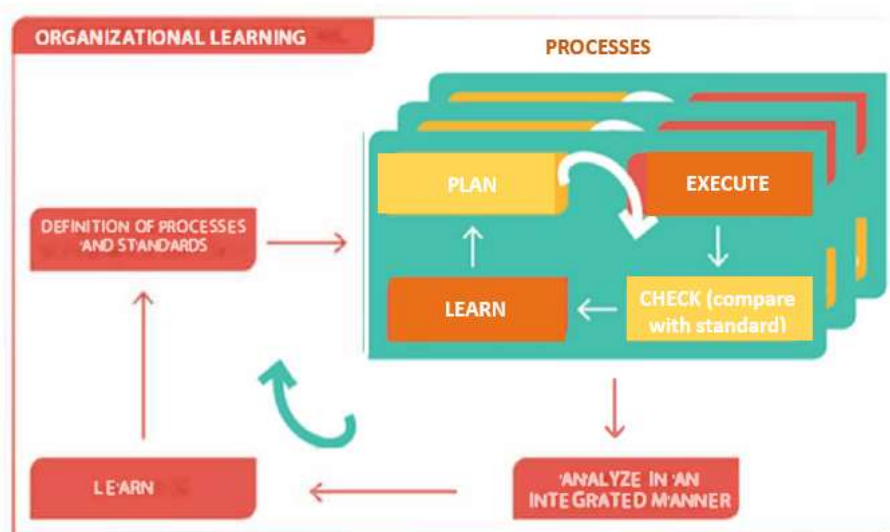 ORGANIZATIONAL LEARNING
PROCESSES
PLAN
EXECUTE
DEFINITION OF PROCESSES
AND STANDARDS
LEARN
CHECK (compare
with standard)
LEARN
ANALYZE IN AN
INTEGRATED MANNER